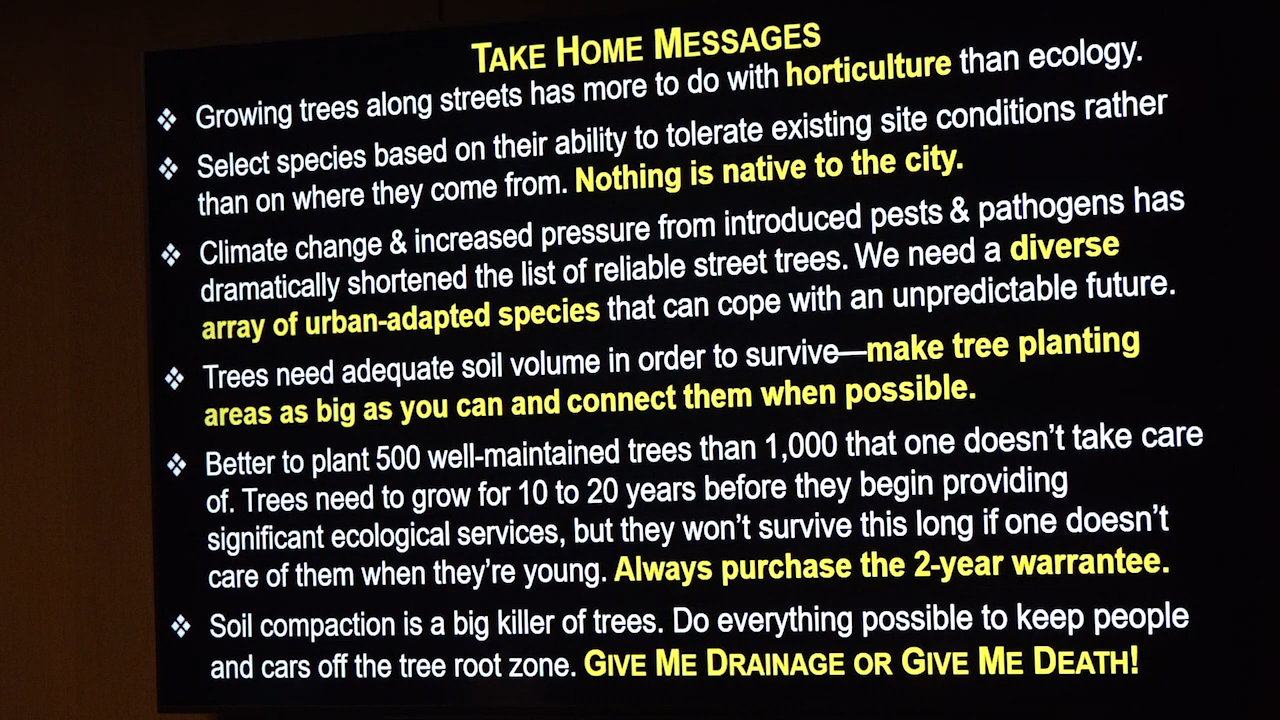 TAKE HOME MESSAGES
❖ Growing trees along streets has more to do with horticulture than ecology.
❖ Select species based on their ability to tolerate existing site conditions rather
than on where they come from. Nothing is native to the city.
❖ Climate change & increased pressure from introduced pests & pathogens has
dramatically shortened the list of reliable street trees. We need a diverse
array of urban-adapted species that can cope with an unpredictable future.
❖ Trees need adequate soil volume in order to survive—make tree planting
areas as big as you can and connect them when possible.
❖ Better to plant 500 well-maintained trees than 1,000 that one doesn't take care
of. Trees need to grow for 10 to 20 years before they begin providing
significant ecological services, but they won't survive this long if one doesn't
care of them when they're young. Always purchase the 2-year warrantee.
❖ Soil compaction is a big killer of trees. Do everything possible to keep people
and cars off the tree root zone. GIVE ME DRAINAGE OR GIVE ME DEATH!